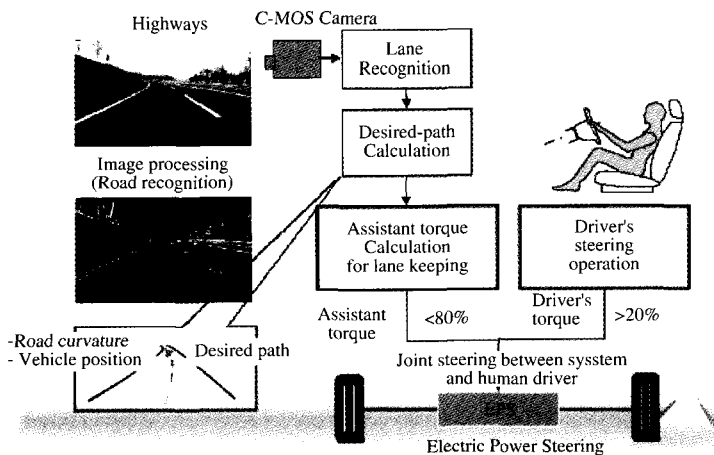 Highways
C-MOS Camera
Lane
Recognition
Desired-path
Calculation
Image processing
(Road recognition)
Assistant torque
Calculation
for lane keeping
Driver's
steering
operation
Assistant
torque
<80%
Driver's
torque
>20%
-Road curvature
- Vehicle position
Desired path
Joint steering between sysstem
and human driver
EPS
Electric Power Steering